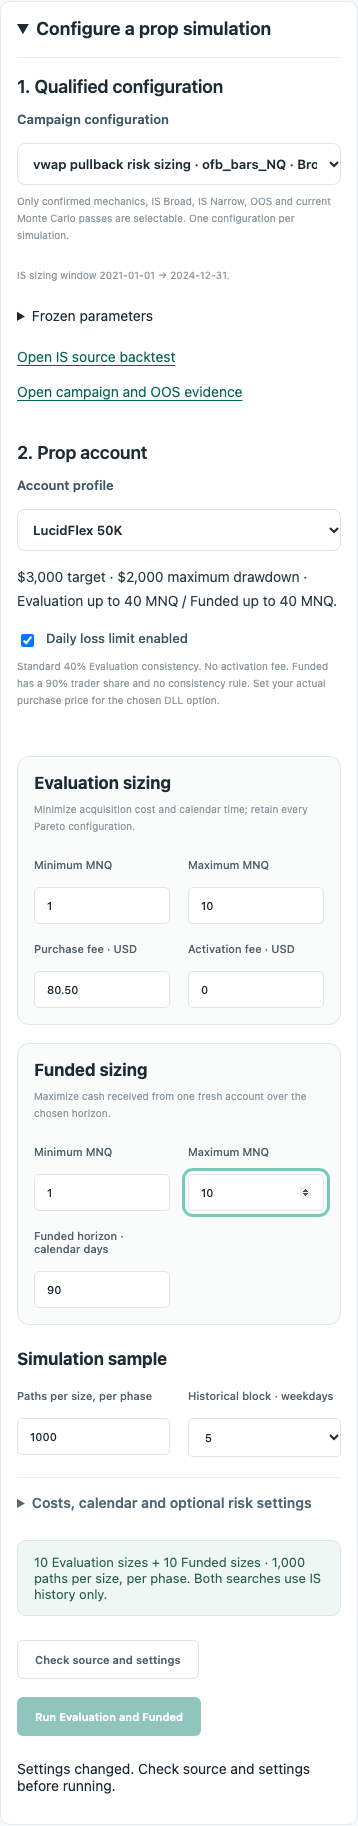 Configure a prop simulation
1. Qualified configuration
Campaign configuration
vwap pullback risk sizing · ofb_bars_NQ · Bro
Only confirmed mechanics, IS Broad, IS Narrow, OOS and current
Monte Carlo passes are selectable. One configuration per
simulation.
IS sizing window 2021-01-01 → 2024-12-31.
Frozen parameters
Open IS source backtest
Open campaign and OOS evidence
2. Prop account
Account profile
LucidFlex 50K
$3,000 target · $2,000 maximum drawdown ·
Evaluation up to 40 MNQ / Funded up to 40 MNQ.
Daily loss limit enabled
Standard 40% Evaluation consistency. No activation fee. Funded
has a 90% trader share and no consistency rule. Set your actual
purchase price for the chosen DLL option.
Evaluation sizing
Minimize acquisition cost and calendar time; retain every
Pareto configuration.
Minimum MNQ
Maximum MNQ
1
10
Purchase fee · USD
Activation fee · USD
80.50
0
Funded sizing
Maximize cash received from one fresh account over the
chosen horizon.
Minimum MNQ
Maximum MNQ
1
10
Funded horizon ·
calendar days
90
Simulation sample
Paths per size, per phase
Historical block · weekdays
1000
5
Costs, calendar and optional risk settings
10 Evaluation sizes + 10 Funded sizes · 1,000
paths per size, per phase. Both searches use IS
history only.
Check source and settings
Run Evaluation and Funded
Settings changed. Check source and settings
before running.